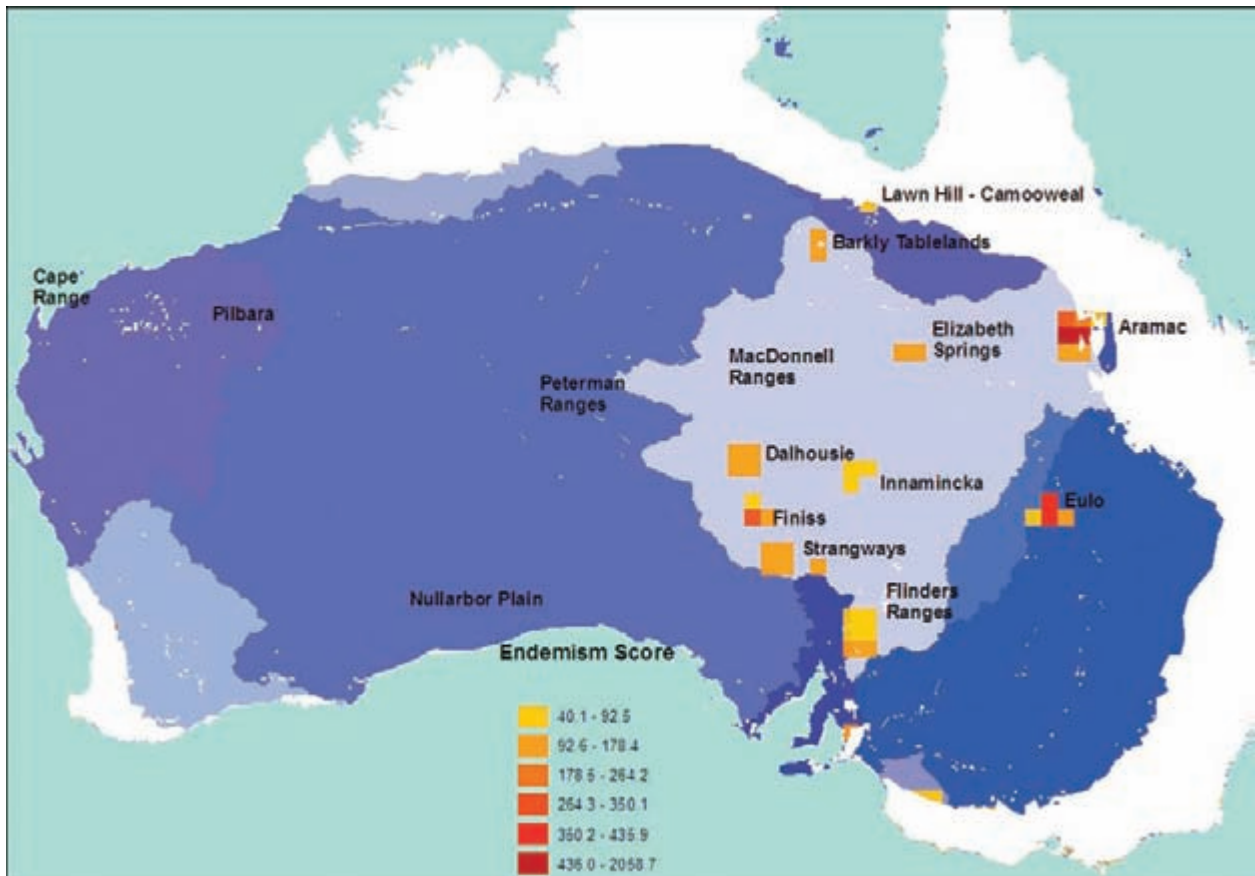 Lawn Hill - Camooweal
Barkly Tablelands
Cape
Range
Pilbara
Elizabeth
Springs
Aramac
MacDonnell
Ranges
Peterman
Ranges
Dalhousie
Innamincka
Eulo
Finiss
Strangways
Flinders
Ranges
Nullarbor Plain
Endemism Score
40.1 - 92.5
92.6 - 178.4
178.5 - 264.2
264.3 - 350.1
350.2 - 435.9
436.0 - 2058.7